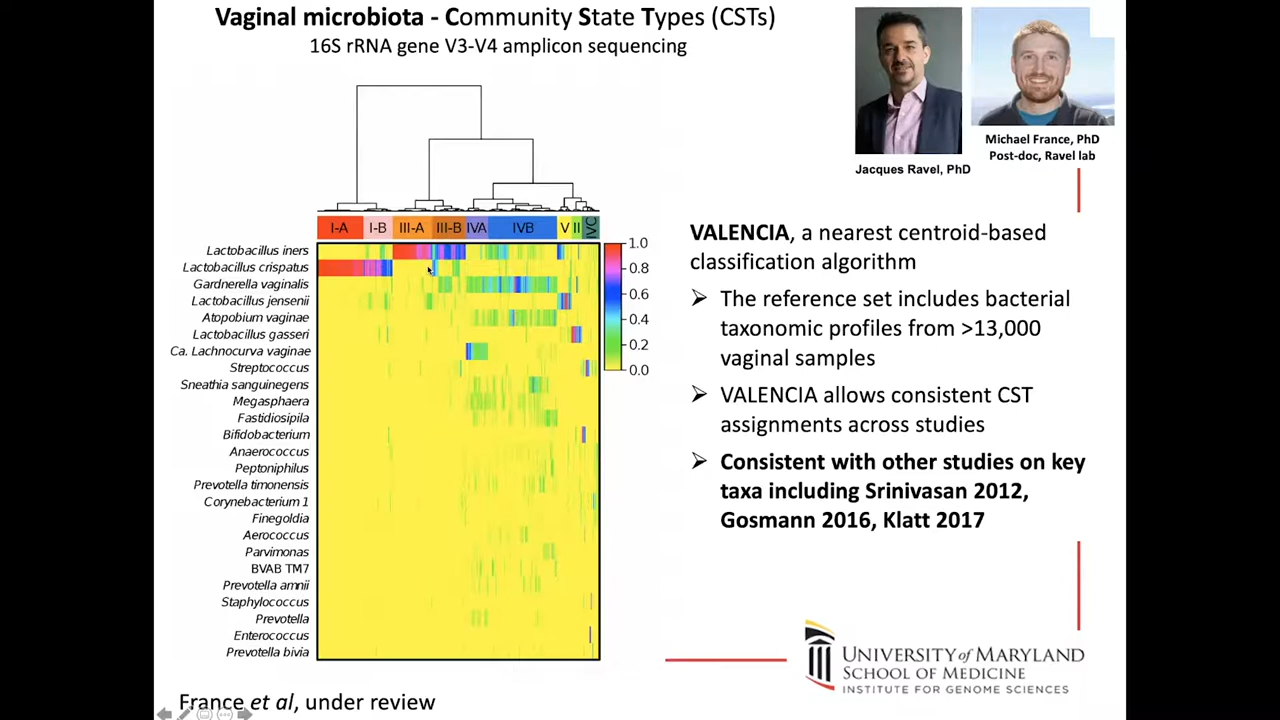 Vaginal microbiota - Community State Types (CSTs)
16S rRNA gene V3-V4 amplicon sequencing
Jacques Ravel, PhD
Michael France, PhD
Post-doc, Ravel lab
I-A I-B III-A III-B IVA IVB V II IVC
Lactobacillus iners
Lactobacillus crispatus
Gardnerella vaginalis
Lactobacillus jensenii
Atopobium vaginae
Lactobacillus gasseri
Ca. Lachnocurva vaginae
Streptococcus
Sneathia sanguinegens
Megasphaera
Fastidiosipila
Bifidobacterium
Anaerococcus
Peptoniphilus
Prevotella timonensis
Corynebacterium 1
Finegoldia
Aerococcus
Parvimonas
BVAB TM7
Prevotella amnii
Staphylococcus
Prevotella
Enterococcus
Prevotella bivia
1.0
0.8
0.6
0.4
0.2
0.0
VALENCIA, a nearest centroid-based
classification algorithm
The reference set includes bacterial
taxonomic profiles from >13,000
vaginal samples
VALENCIA allows consistent CST
assignments across studies
Consistent with other studies on key
taxa including Srinivasan 2012,
Gosmann 2016, Klatt 2017
UNIVERSITY of MARYLAND
SCHOOL OF MEDICINE
INSTITUTE FOR GENOME SCIENCES
France et al, under review